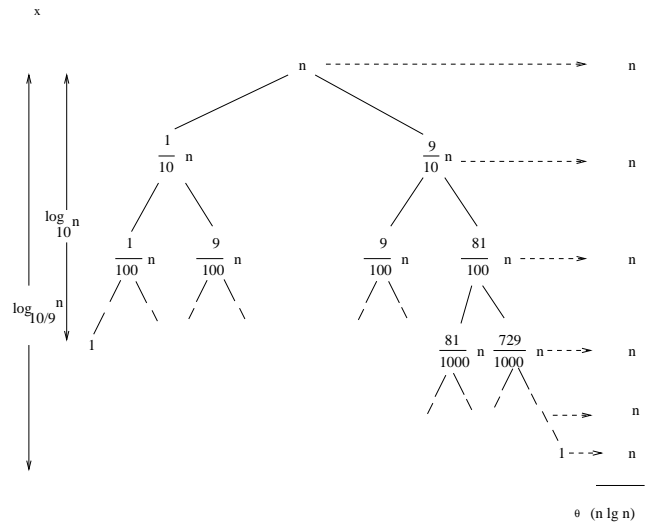 x
n n
1 9
10 n 10 n n
log 10 n
1 9 9 81
100 n 100 n 100 n 100 n n
log 10/9 n
1
81 729
1000 n 1000 n n
n
1 n
θ (n lg n)